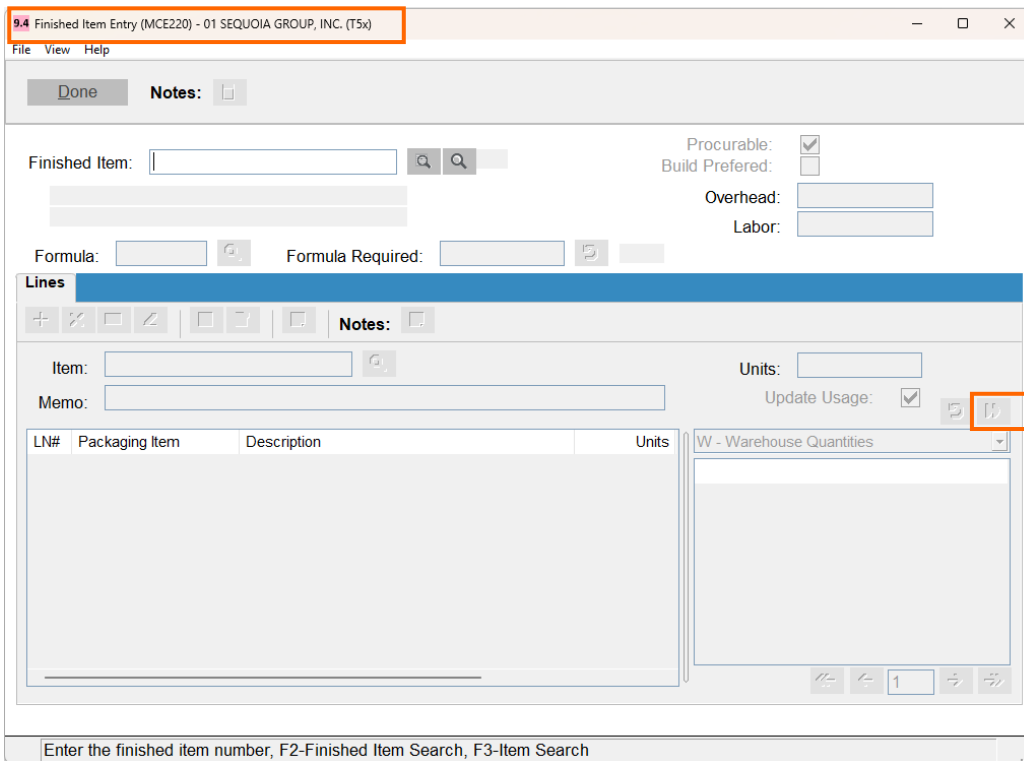 9.4 Finished Item Entry (MCE220) - 01 SEQUOIA GROUP, INC. (T5x)
File View Help
Done Notes:
Finished Item:
Procurable:
Build Prefered:
Overhead:
Labor:
Formula: Formula Required:
Lines
Notes:
Item: Units:
Memo: Update Usage:
LN# Packaging Item Description Units W - Warehouse Quantities
1
Enter the finished item number, F2-Finished Item Search, F3-Item Search